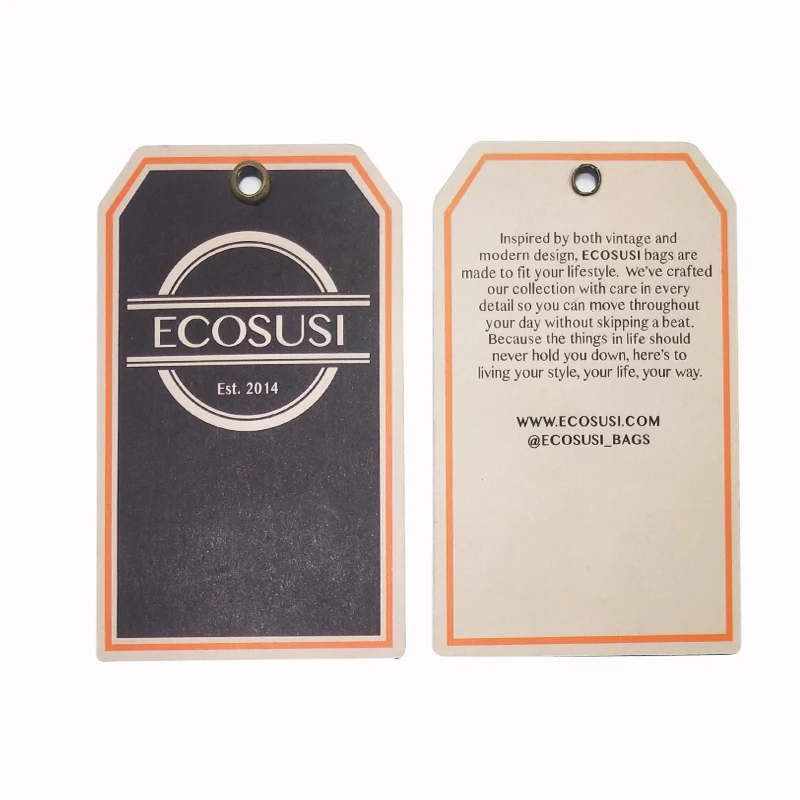 ECOSUSI
Est. 2014
Inspired by both vintage and
modern design, ECOSUSI bags are
made to fit your lifestyle. We've crafted
our collection with care in every
detail so you can move throughout
your day without skipping a beat.
Because the things in life should
never hold you down, here's to
living your style, your life, your way.
WWW.ECOSUSI.COM
@ECOSUSI_BAGS